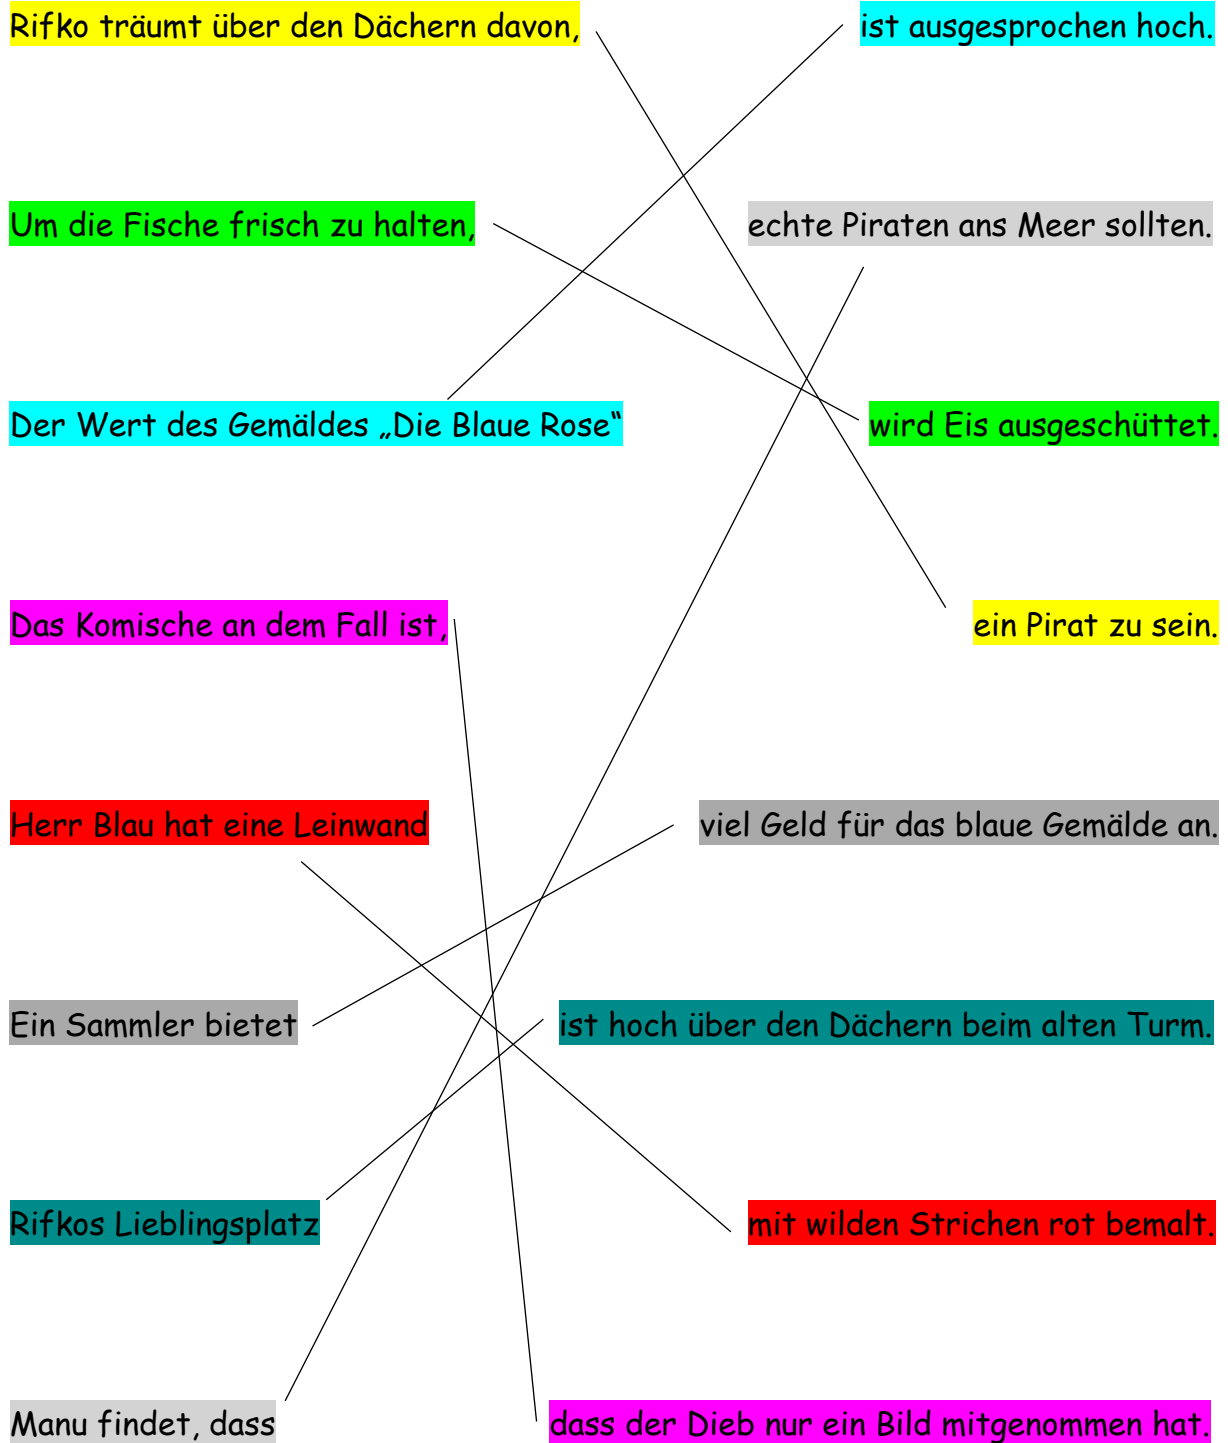 Rifko träumt über den Dächern davon, ist ausgesprochen hoch.
Um die Fische frisch zu halten, echte Piraten ans Meer sollten.
Der Wert des Gemäldes „Die Blaue Rose“ wird Eis ausgeschüttet.
Das Komische an dem Fall ist, ein Pirat zu sein.
Herr Blau hat eine Leinwand viel Geld für das blaue Gemälde an.
Ein Sammler bietet ist hoch über den Dächern beim alten Turm.
Rifkos Lieblingsplatz mit wilden Strichen rot bemalt.
Manu findet, dass dass der Dieb nur ein Bild mitgenommen hat.